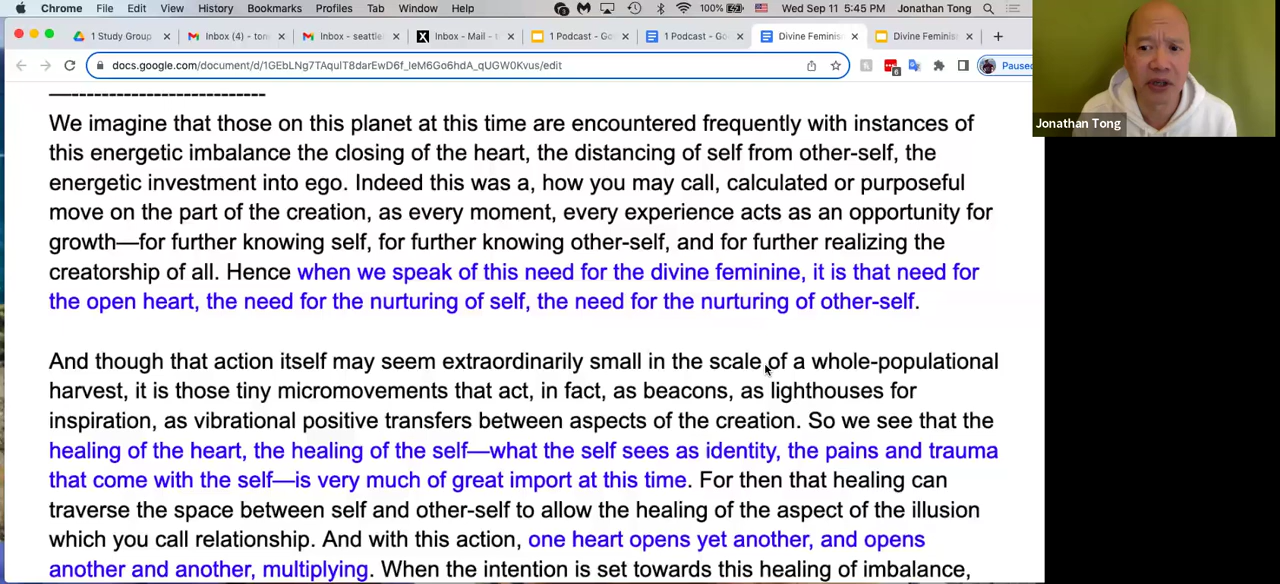 Chrome File Edit View History Bookmarks Profiles Tab Window Help 100% Wed Sep 11 5:45 PM Jonathan Tong
1 Study Group Inbox (4) - ton Inbox - seattle Inbox - Mail - t 1 Podcast - Go 1 Podcast - Go Divine Feminis Divine Feminis
docs.google.com/document/d/1GEbLNg7TAquIT8darEwD6f_IeM6Go6hdA_qUGW0Kvus/edit Paused
We imagine that those on this planet at this time are encountered frequently with instances of
this energetic imbalance the closing of the heart, the distancing of self from other-self, the
energetic investment into ego. Indeed this was a, how you may call, calculated or purposeful
move on the part of the creation, as every moment, every experience acts as an opportunity for
growth—for further knowing self, for further knowing other-self, and for further realizing the
creatorship of all. Hence when we speak of this need for the divine feminine, it is that need for
the open heart, the need for the nurturing of self, the need for the nurturing of other-self.
And though that action itself may seem extraordinarily small in the scale of a whole-populational
harvest, it is those tiny micromovements that act, in fact, as beacons, as lighthouses for
inspiration, as vibrational positive transfers between aspects of the creation. So we see that the
healing of the heart, the healing of the self—what the self sees as identity, the pains and trauma
that come with the self—is very much of great import at this time. For then that healing can
traverse the space between self and other-self to allow the healing of the aspect of the illusion
which you call relationship. And with this action, one heart opens yet another, and opens
another and another, multiplying. When the intention is set towards this healing of imbalance,
Jonathan Tong